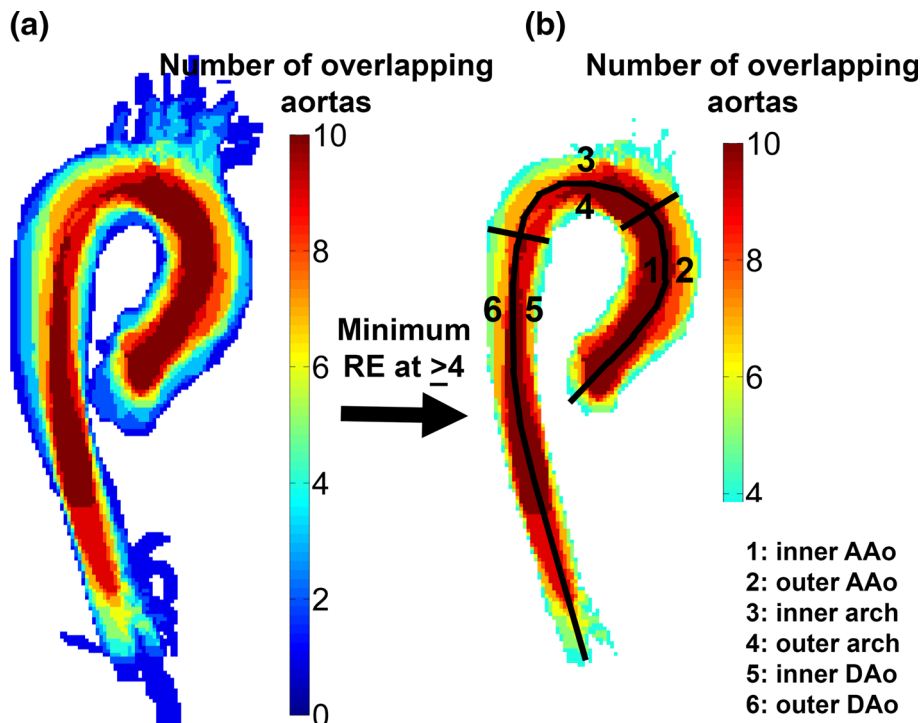 (a)
Number of overlapping
aortas
10
8
6
4
2
0
Minimum
RE at ≥4
(b)
Number of overlapping
aortas
10
8
6
4
3
4
1
2
6
5
1: inner AAo
2: outer AAo
3: inner arch
4: outer arch
5: inner DAo
6: outer DAo